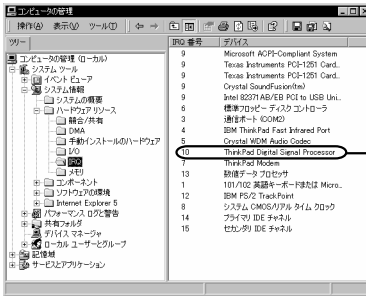 コンピュータの管理
操作(A) 表示(V) ツール(T)
ツリー
コンピュータの管理 (ローカル)
システム ツール
イベント ビューア
システム情報
システムの概要
ハードウェア リソース
競合/共有
DMA
手動インストールのハードウェア
I/O
IRQ
メモリ
コンポーネント
ソフトウェアの環境
Internet Explorer 5
パフォーマンス ログと警告
共有フォルダ
デバイス マネージャ
ローカル ユーザーとグループ
記憶域
サービスとアプリケーション
IRQ 番号 デバイス
9 Microsoft ACPI-Compliant System
9 Texas Instruments PCI-1251 Card..
9 Texas Instruments PCI-1251 Card..
9 Crystal SoundFusion(tm)
9 Intel 82371AB/EB PCI to USB Uni..
6 標準フロッピー ディスク コントローラ
3 通信ポート (COM2)
4 IBM ThinkPad Fast Infrared Port
5 Crystal WDM Audio Codec
10 ThinkPad Digital Signal Processor
7 ThinkPad Modem
13 数値データ プロセッサ
1 101/102 英語キーボードまたは Micro..
12 IBM PS/2 TrackPoint
8 システム CMOS/リアル タイム クロック
14 プライマリ IDE チャネル
15 セカンダリ IDE チャネル